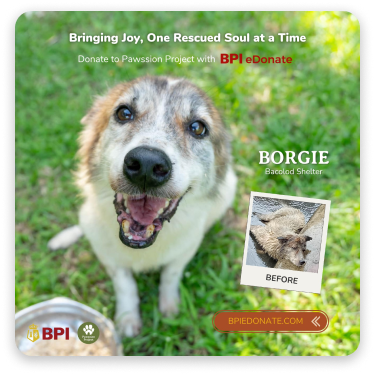 Bringing Joy, One Rescued Soul at a Time
Donate to Pawssion Project with BPI eDonate
BORGIE
Bacolod Shelter
BEFORE
BPIEDONATE.COM
BPI